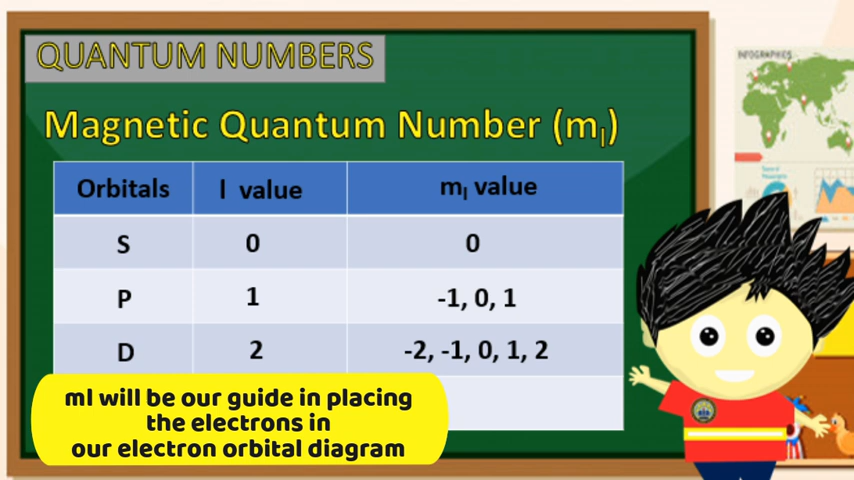 QUANTUM NUMBERS
Magnetic Quantum Number (ml)
Orbitals l value ml value
S 0 0
P 1 -1, 0, 1
D 2 -2, -1, 0, 1, 2
ml will be our guide in placing
the electrons in
our electron orbital diagram
INFOGRAPHICS